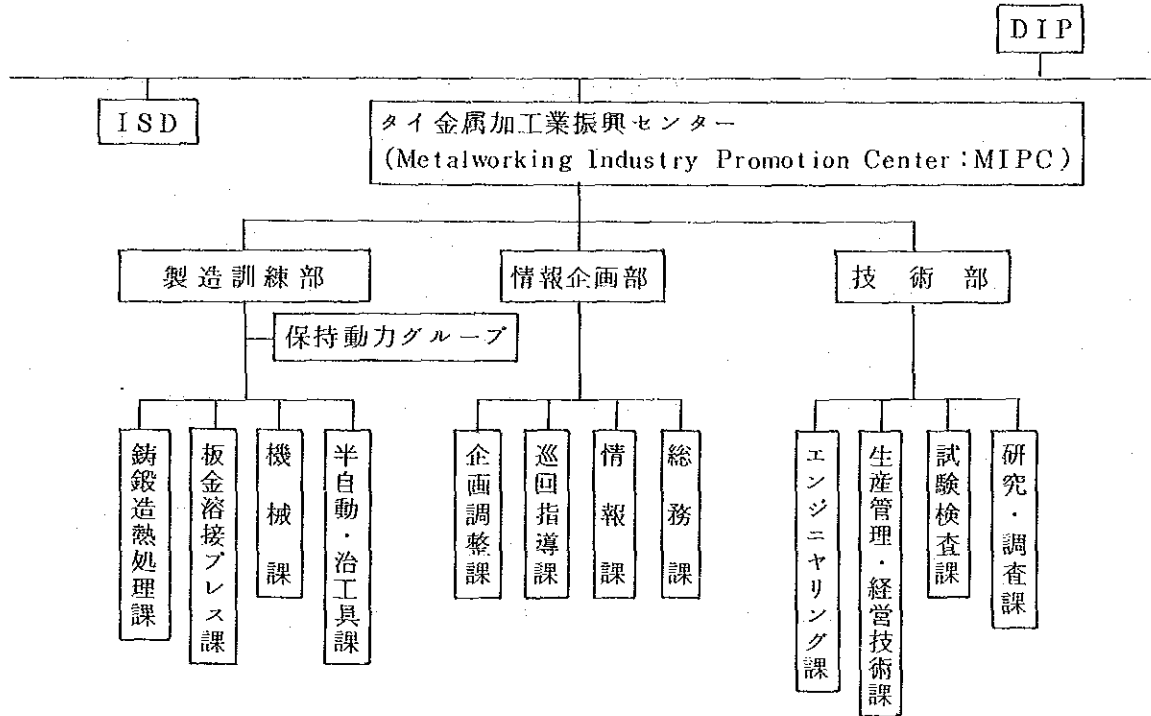 DIP
ISD
タイ金属加工業振興センター
(Metalworking Industry Promotion Center:MIPC)
製造訓練部
情報企画部
技術部
保持動力グループ
鋳鍛造熱処理課
板金溶接プレス課
機械課
半自動・治工具課
企画調整課
巡回指導課
情報課
総務課
エンジニヤリング課
生産管理・経営技術課
試験検査課
研究・調査課